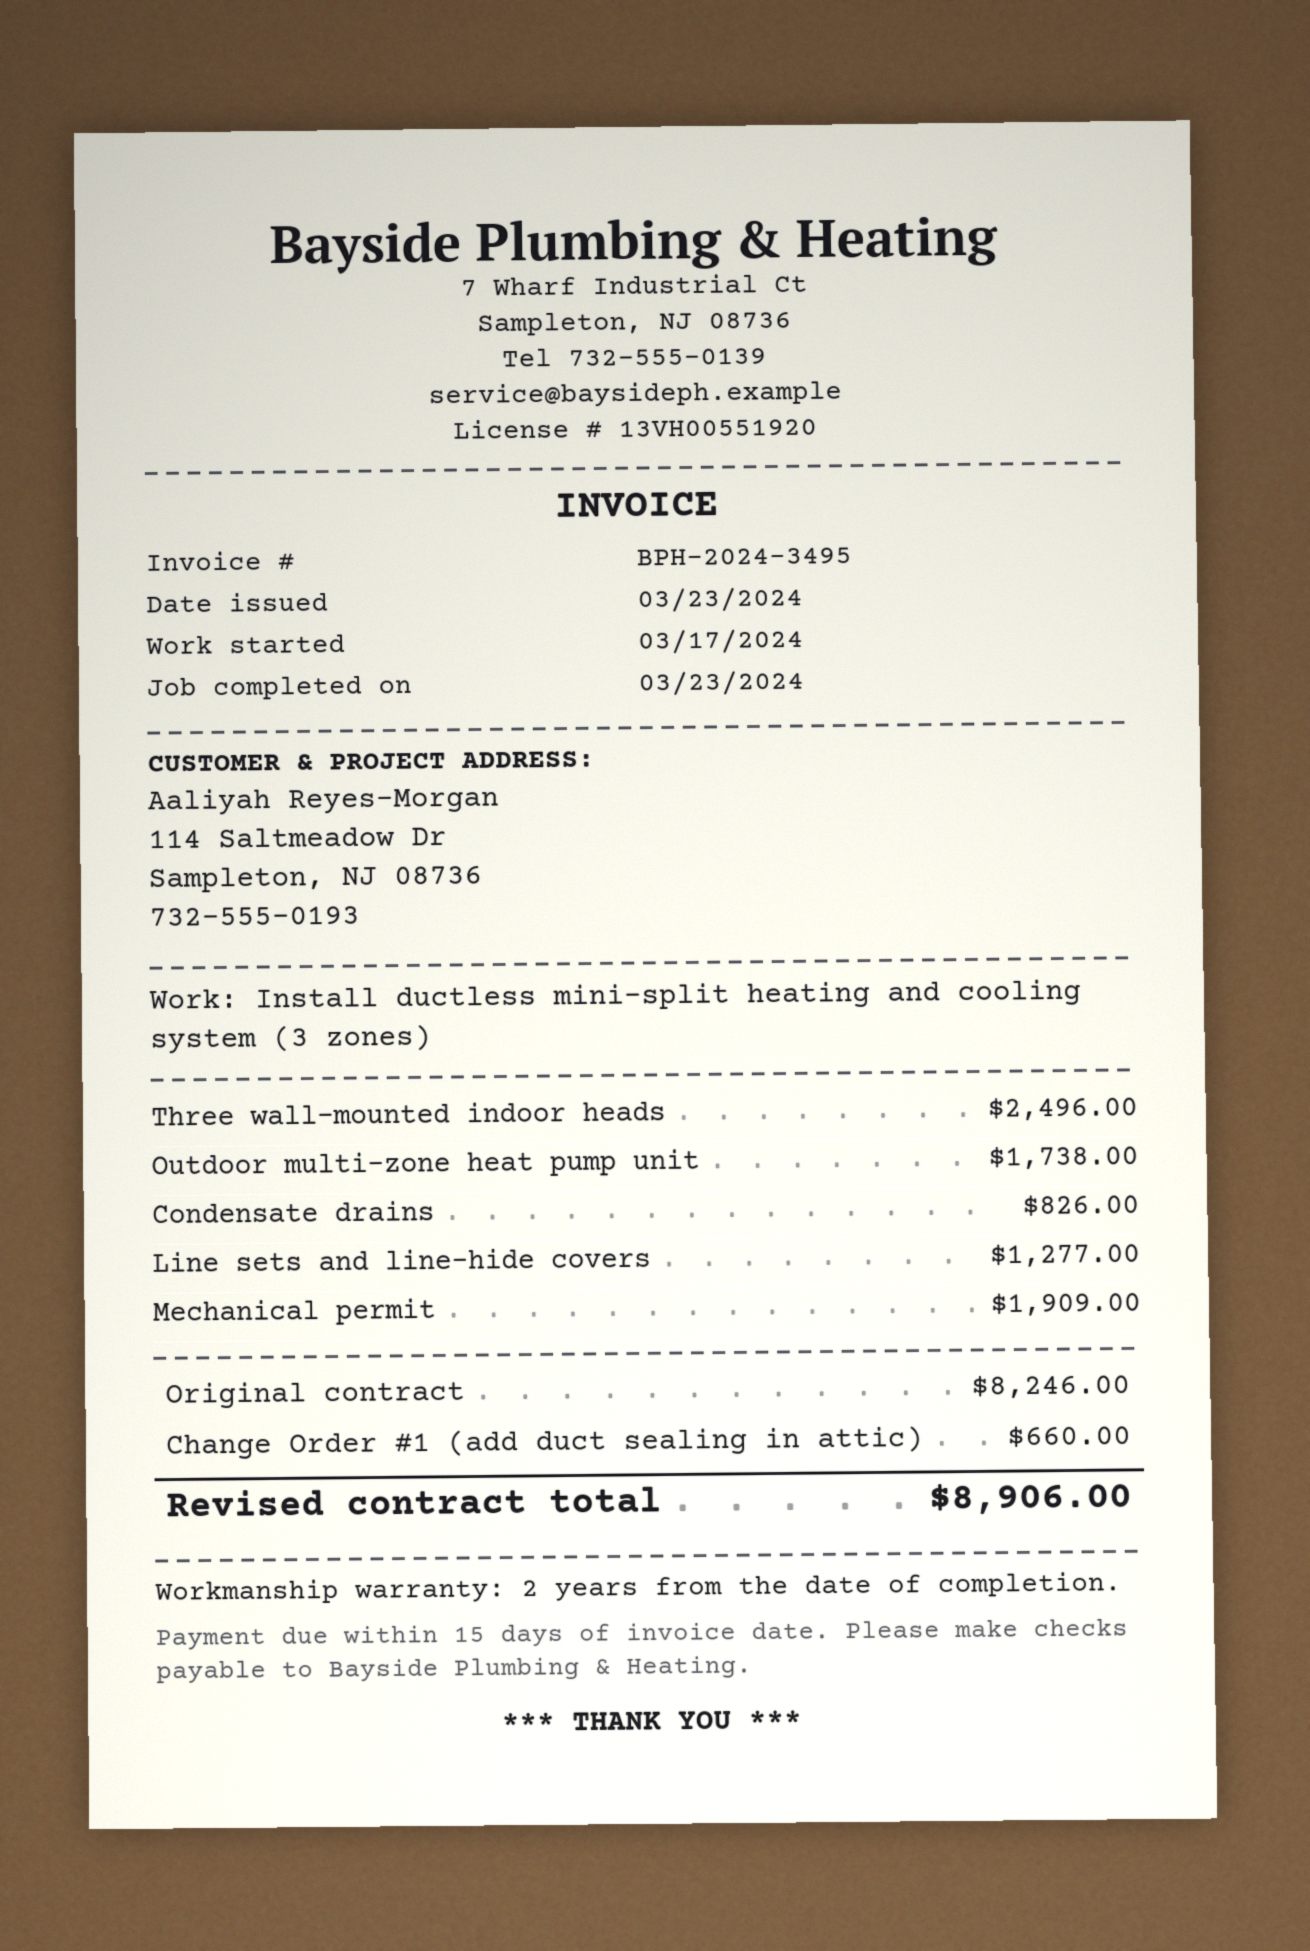 Bayside Plumbing & Heating
7 Wharf Industrial Ct
Sampleton, NJ 08736
Tel 732-555-0139
service@baysideph.example
License # 13VH00551920
INVOICE
Invoice # BPH-2024-3495
Date issued 03/23/2024
Work started 03/17/2024
Job completed on 03/23/2024
CUSTOMER & PROJECT ADDRESS:
Aaliyah Reyes-Morgan
114 Saltmeadow Dr
Sampleton, NJ 08736
732-555-0193
Work: Install ductless mini-split heating and cooling
system (3 zones)
Three wall-mounted indoor heads . . . . . . . . $2,496.00
Outdoor multi-zone heat pump unit . . . . . . . $1,738.00
Condensate drains . . . . . . . . . . . . . . $826.00
Line sets and line-hide covers . . . . . . . . $1,277.00
Mechanical permit . . . . . . . . . . . . . . $1,909.00
Original contract . . . . . . . . . . . . $8,246.00
Change Order #1 (add duct sealing in attic) . . $660.00
Revised contract total . . . . . $8,906.00
Workmanship warranty: 2 years from the date of completion.
Payment due within 15 days of invoice date. Please make checks
payable to Bayside Plumbing & Heating.
*** THANK YOU ***